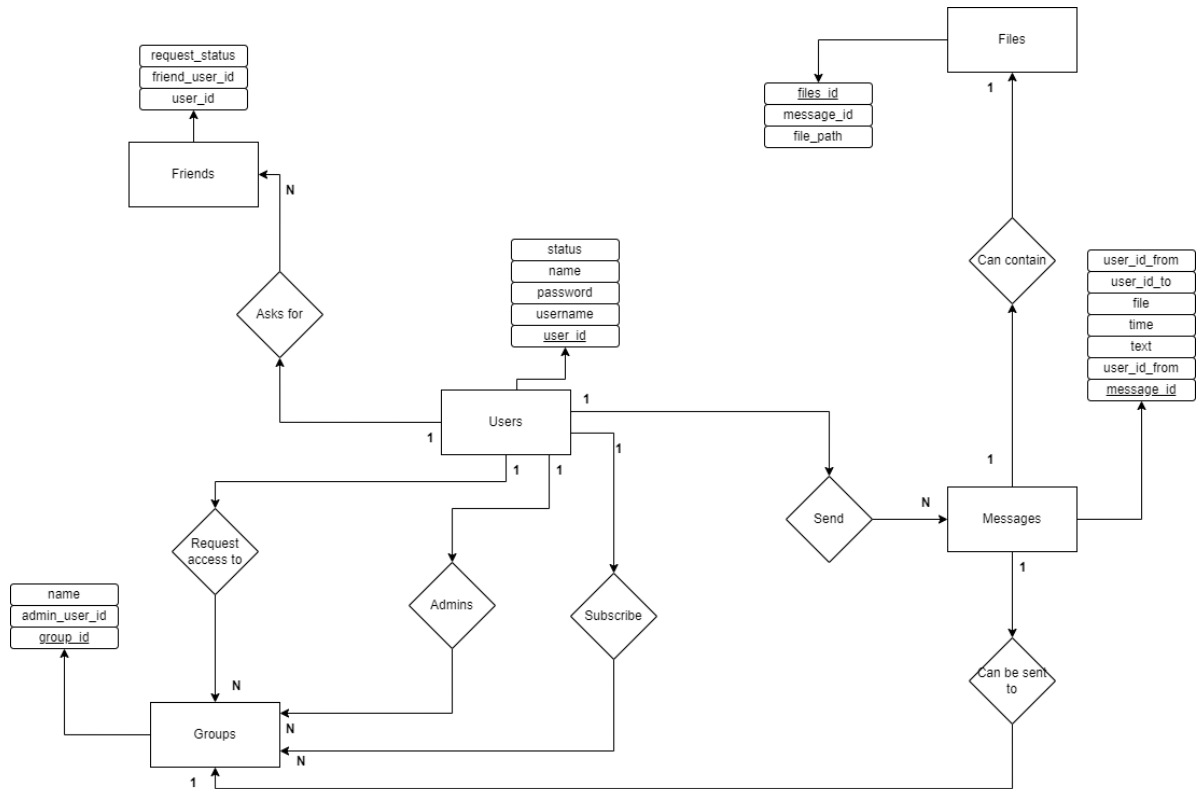 Files
request_status
friend_user_id
user_id
1
files_id
message_id
file_path
Friends
N
status
name
password
username
user_id
Can contain
user_id_from
user_id_to
file
time
text
user_id_from
message_id
Asks for
1
Users
1
1
1
1
1
N
Send
Messages
Request
access to
1
name
admin_user_id
group_id
Admins
Subscribe
Can be sent
to
N
Groups
N
N
1